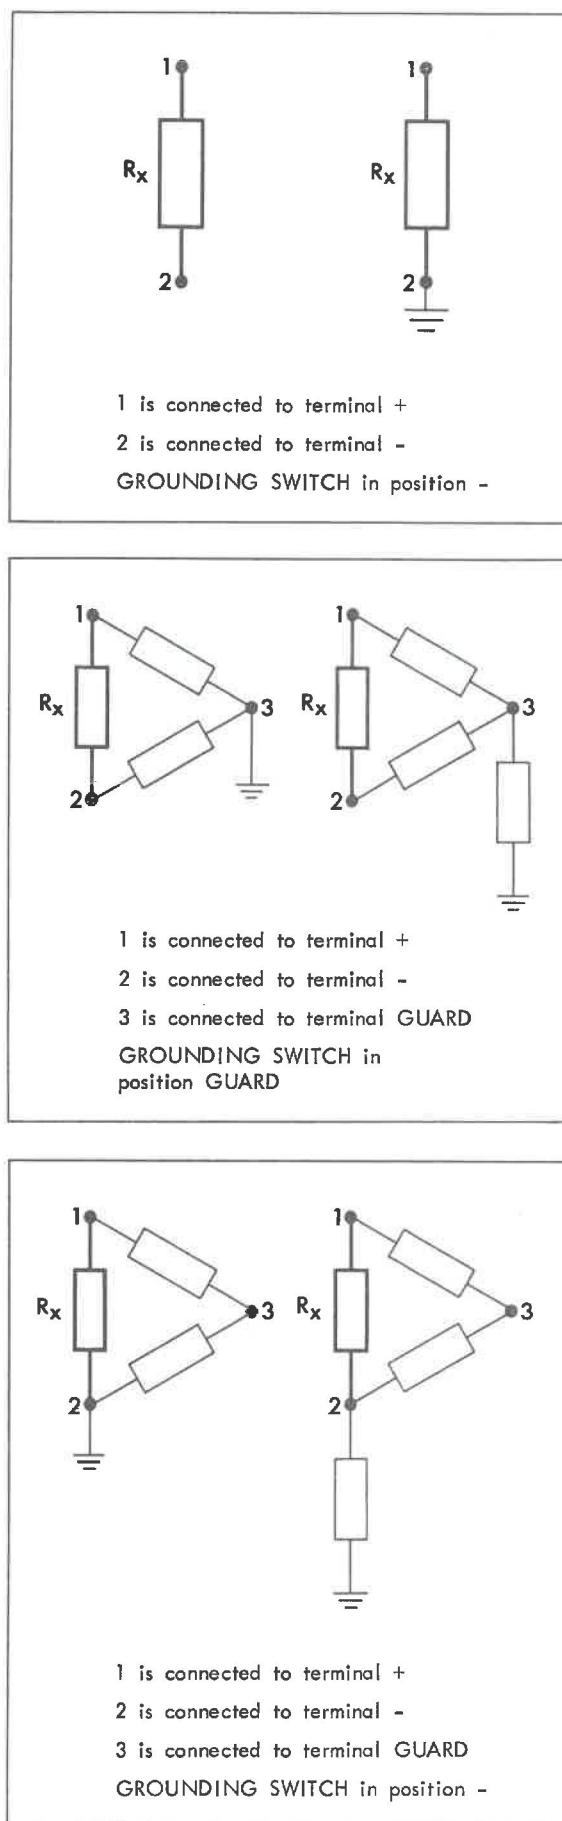 1 1
Rx Rx
2 2
1 is connected to terminal +
2 is connected to terminal -
GROUNDING SWITCH in position -
1 1
Rx 3 Rx 3
2 2
1 is connected to terminal +
2 is connected to terminal -
3 is connected to terminal GUARD
GROUNDING SWITCH in
position GUARD
1 1
Rx 3 Rx 3
2 2
1 is connected to terminal +
2 is connected to terminal -
3 is connected to terminal GUARD
GROUNDING SWITCH in position -